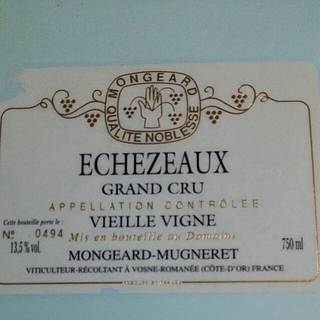 MONGEARD
QUALITE NOBLESSE
ECHEZEAUX
GRAND CRU
APPELLATION CONTRÔLÉE
Cette bouteille porte le :
N° 0494
VIEILLE VIGNE
13,5 % vol.
Mis en bouteille au Domaine
750 ml
MONGEARD-MUGNERET
VITICULTEUR-RÉCOLTANT À VOSNE-ROMANÉE (CÔTE-D'OR) FRANCE